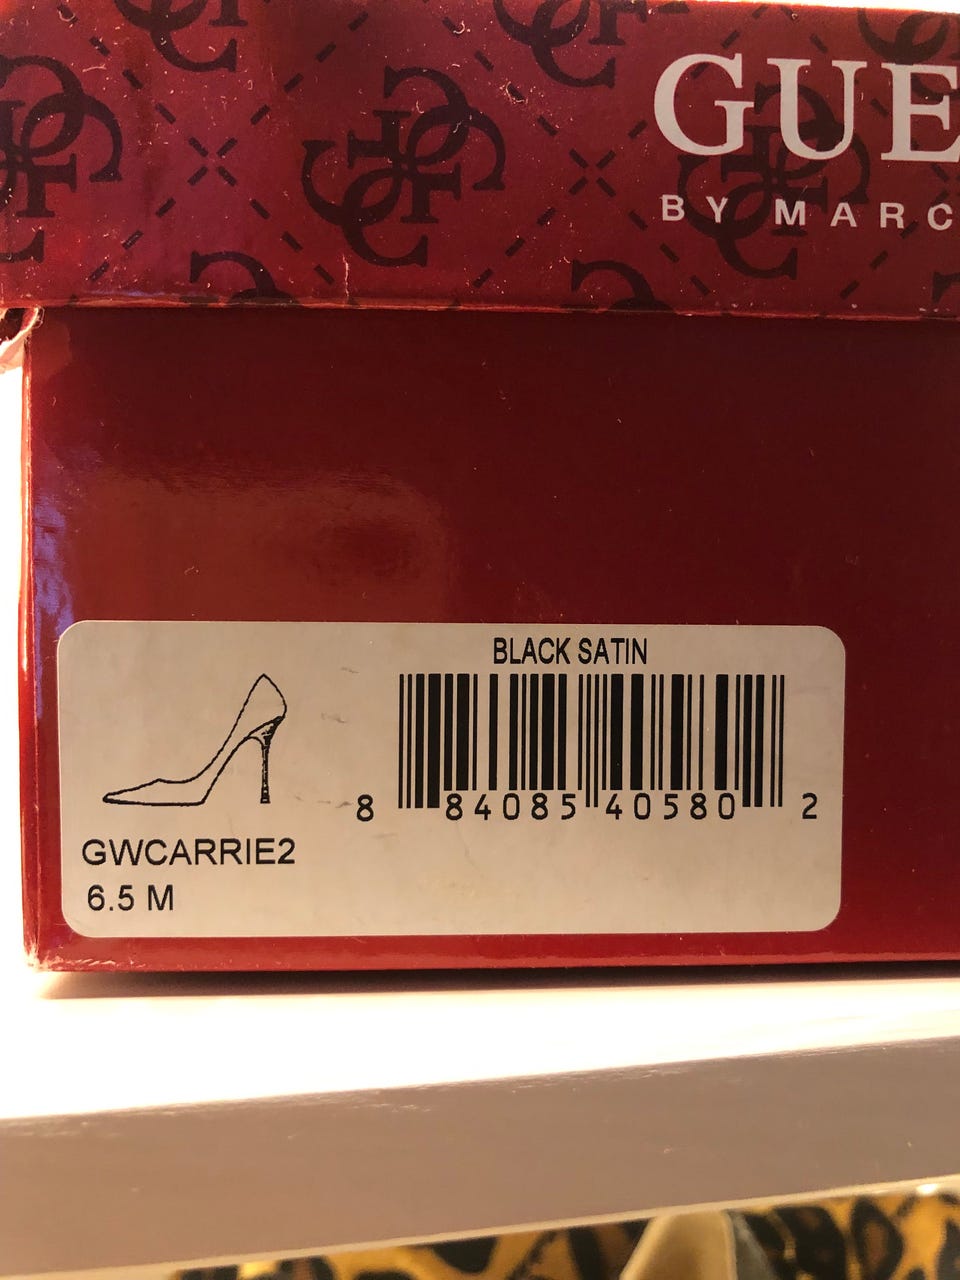 GUE
BY MARC
BLACK SATIN
8 84085 40580 2
GWCARRIE2
6.5 M